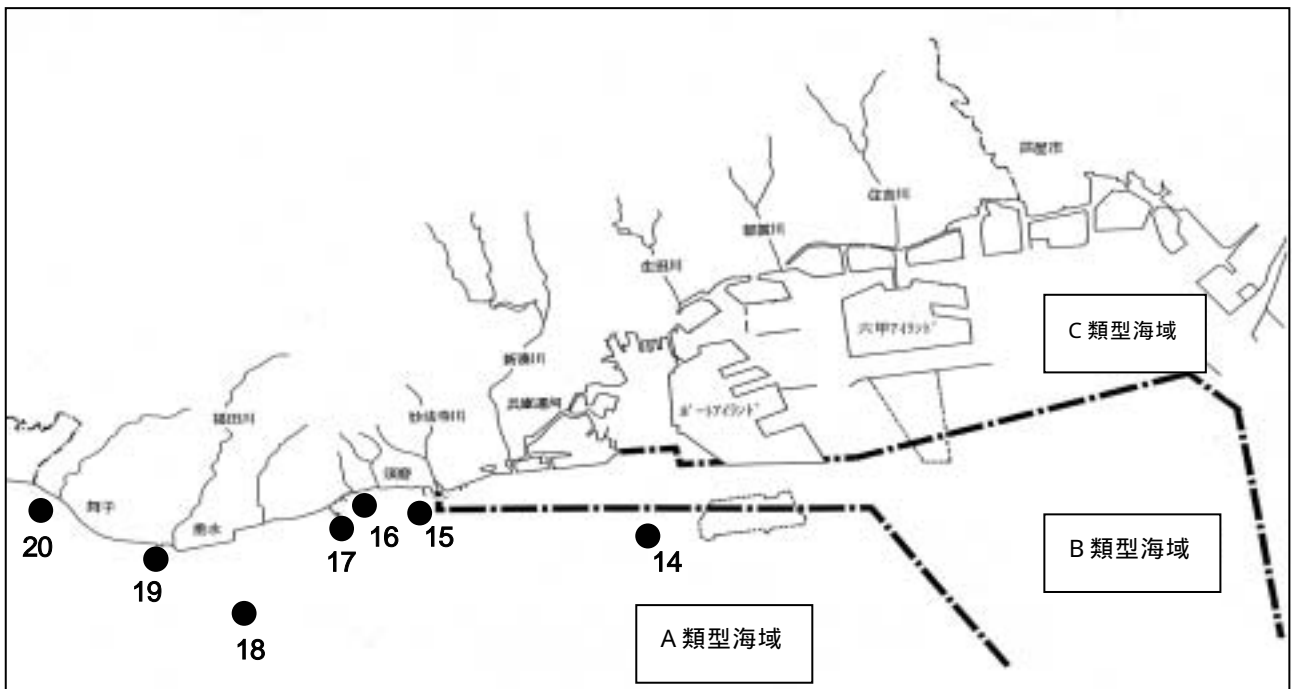 芦屋市
住吉川
都賀川
生田川
C類型海域
六甲アイランド
新湊川
兵庫運河
ポートアイランド
福田川
妙法寺川
須磨
舞子
垂水
20
19
18
17
16
15
14
B類型海域
A類型海域